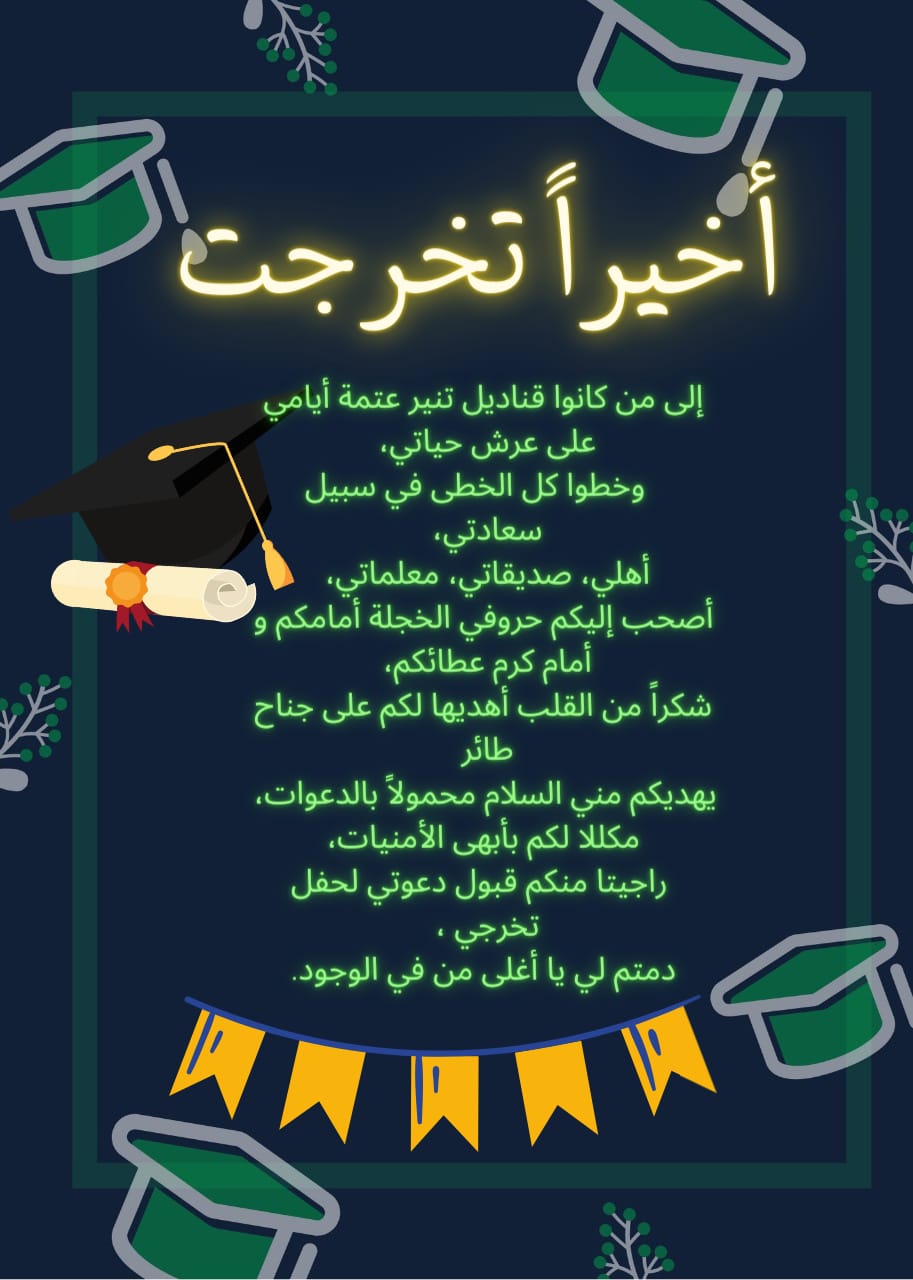 أخيراً تخرجت
إلى من كانوا قناديل تنير عتمة أيامي
على عرش حياتي،
وخطوا كل الخطى في سبيل
سعادتي،
أهلي، صديقاتي، معلماتي،
أصحب إليكم حروفي الخجلة أمامكم و
أمام كرم عطائكم،
شكراً من القلب أهديها لكم على جناح
طائر
يهديكم مني السلام محمولاً بالدعوات،
مكللا لكم بأبهى الأمنيات،
راجيتا منكم قبول دعوتي لحفل
تخرجي ،
دمتم لي يا أغلى من في الوجود.